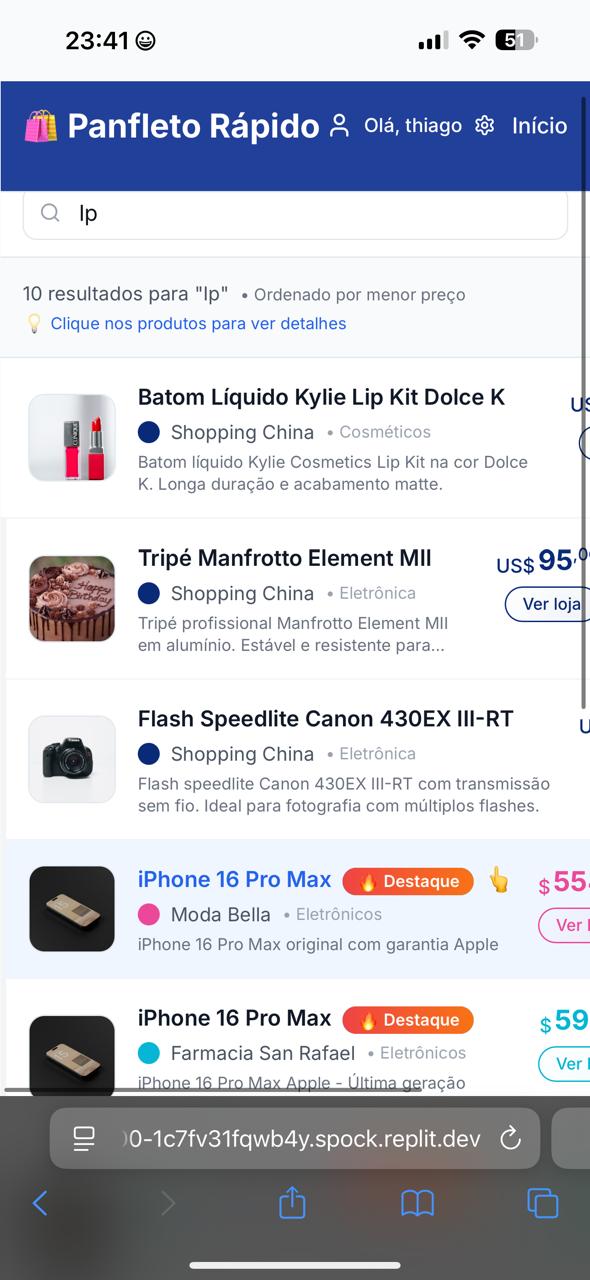 23:41
51
Panfleto Rápido
Olá, thiago
Início
lp
10 resultados para "lp" • Ordenado por menor preço
Clique nos produtos para ver detalhes
Batom Líquido Kylie Lip Kit Dolce K
Shopping China • Cosméticos
Batom líquido Kylie Cosmetics Lip Kit na cor Dolce
K. Longa duração e acabamento matte.
Tripé Manfrotto Element MII
US$ 95,
Shopping China • Eletrônica
Ver loja
Tripé profissional Manfrotto Element MII
em alumínio. Estável e resistente para...
Happy
Birthday
Flash Speedlite Canon 430EX III-RT
Shopping China • Eletrônica
Flash speedlite Canon 430EX III-RT com transmissão
sem fio. Ideal para fotografia com múltiplos flashes.
iPhone 16 Pro Max
Destaque
$ 55
Moda Bella • Eletrônicos
Ver
iPhone 16 Pro Max original com garantia Apple
iPhone 16 Pro Max
Destaque
$ 59
Farmacia San Rafael • Eletrônicos
Ver
iPhone 16 Pro Max Apple - Última geração
0-1c7fv31fqwb4y.spock.replit.dev